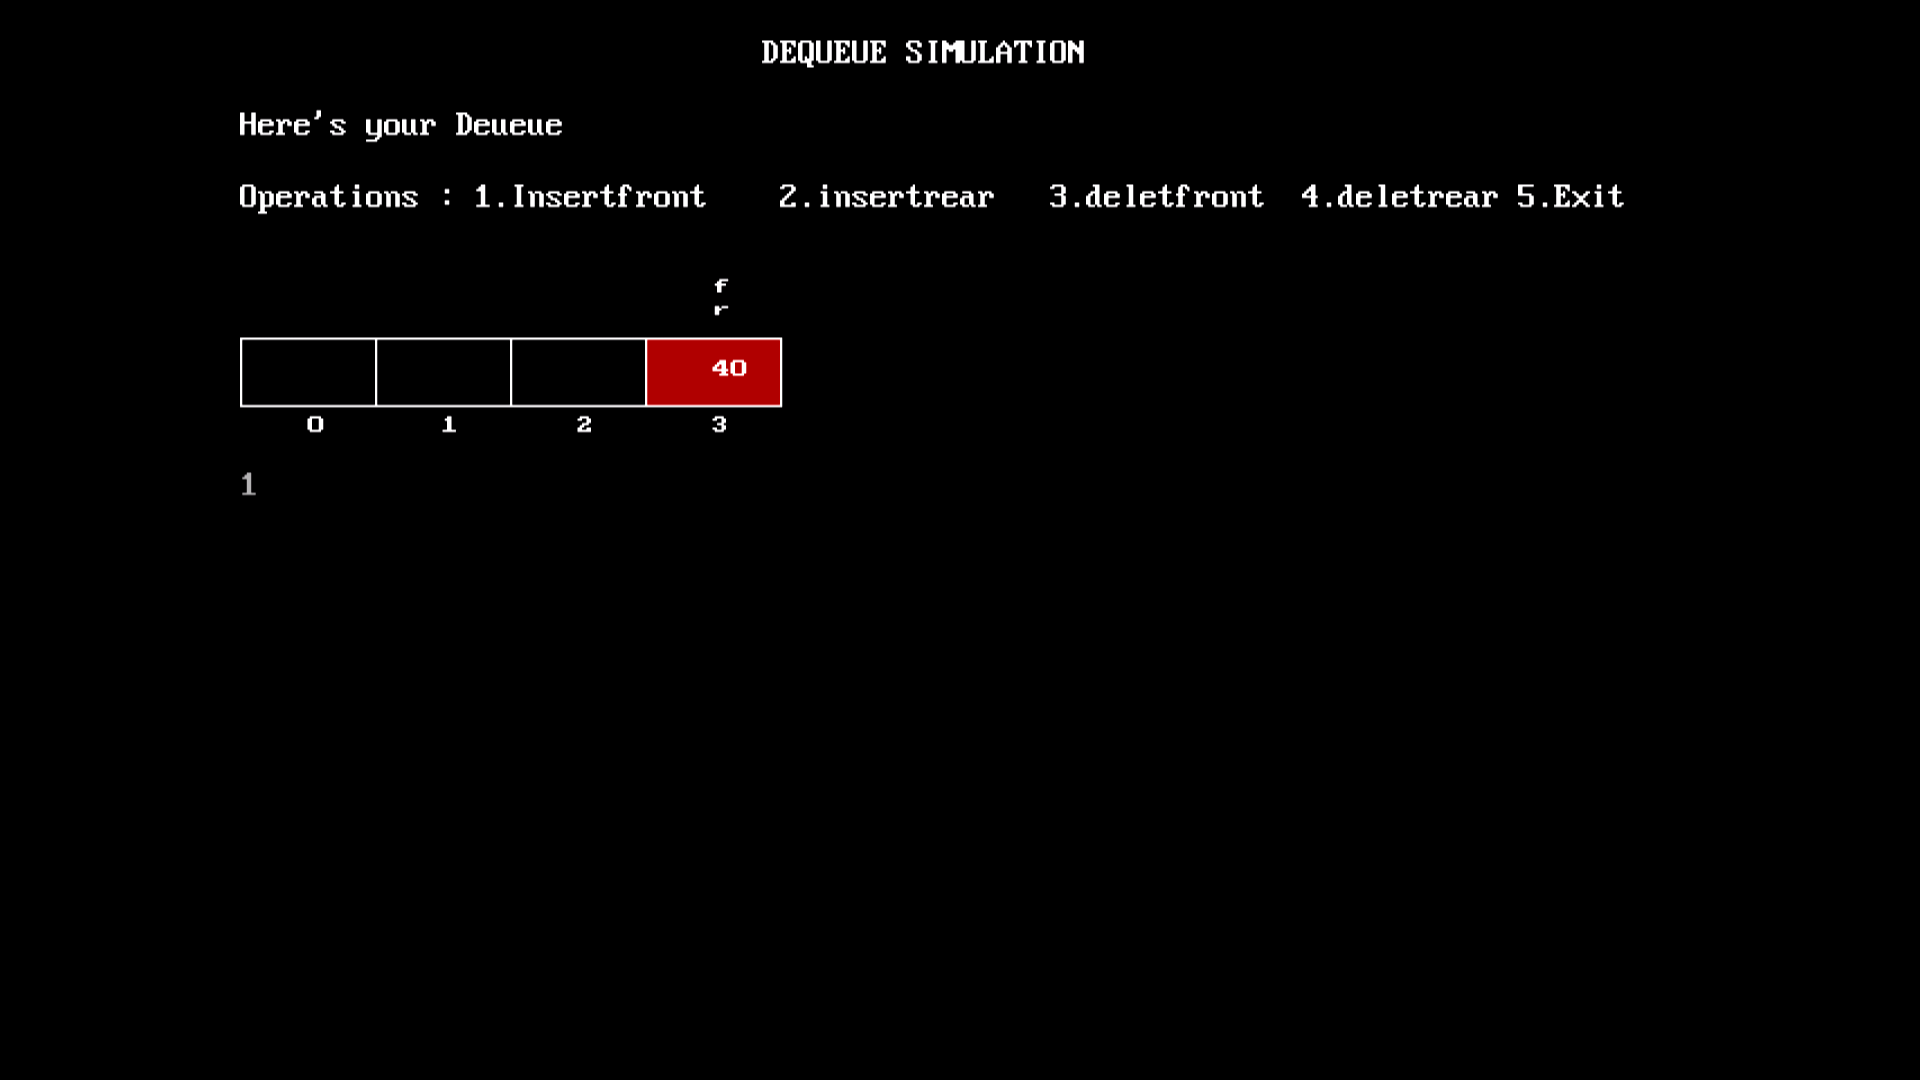 DEQUEUE SIMULATION
Here's your Deueue
Operations : 1.Insertfront 2.insertrear 3.deletfront 4.deletrear 5.Exit
f
r
40
0 1 2 3
1